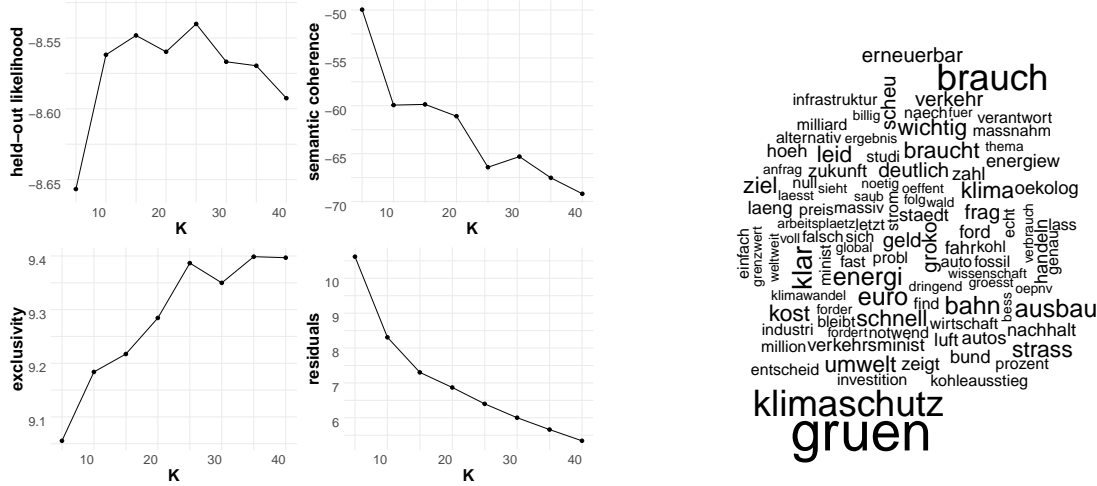 held−out likelihood
−8.55
−8.60
−8.65
10
20
30
40
K
semantic coherence
−50
−55
−60
−65
−70
10
20
30
40
K
exclusivity
9.4
9.3
9.2
9.1
10
20
30
40
K
residuals
10
9
8
7
6
10
20
30
40
K
erneuerbar
brauch
scheu
infrastruktur
verkehr
billig
naech
fuer
verantwort
milliard
wichtig
massnahm
alternativ
ergebnis
hoeh
leid
studi
braucht
thema
energiew
anfrag
zukunft
deutlich
zahl
ziel
null
sieht
noetig
oeffent
klima
oekolog
laesst
saub
strom
folg
wald
laeng
preis
massiv
staedt
frag
echt
verbrauch
arbeitsplaetz
letzt
ford
lass
einfach
grenzwert
weltweit
voll
falsch
sich
geld
groko
fahr
kohl
handeln
genau
klar
minist
global
fast
probl
auto
fossil
energi
wissenschaft
dringend
groesst
oepnv
klimawandel
euro
find
bahn
bess
ausbau
kost
forder
bleibt
schnell
wirtschaft
nachhalt
industri
fordert
notwend
million
verkehrsminist
luft
autos
strass
entscheid
umwelt
zeigt
bund
prozent
investition
kohleausstieg
klimaschutz
gruen